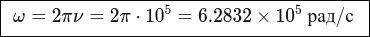 ω = 2πν = 2π · 10⁵ = 6.2832 × 10⁵ рад/с